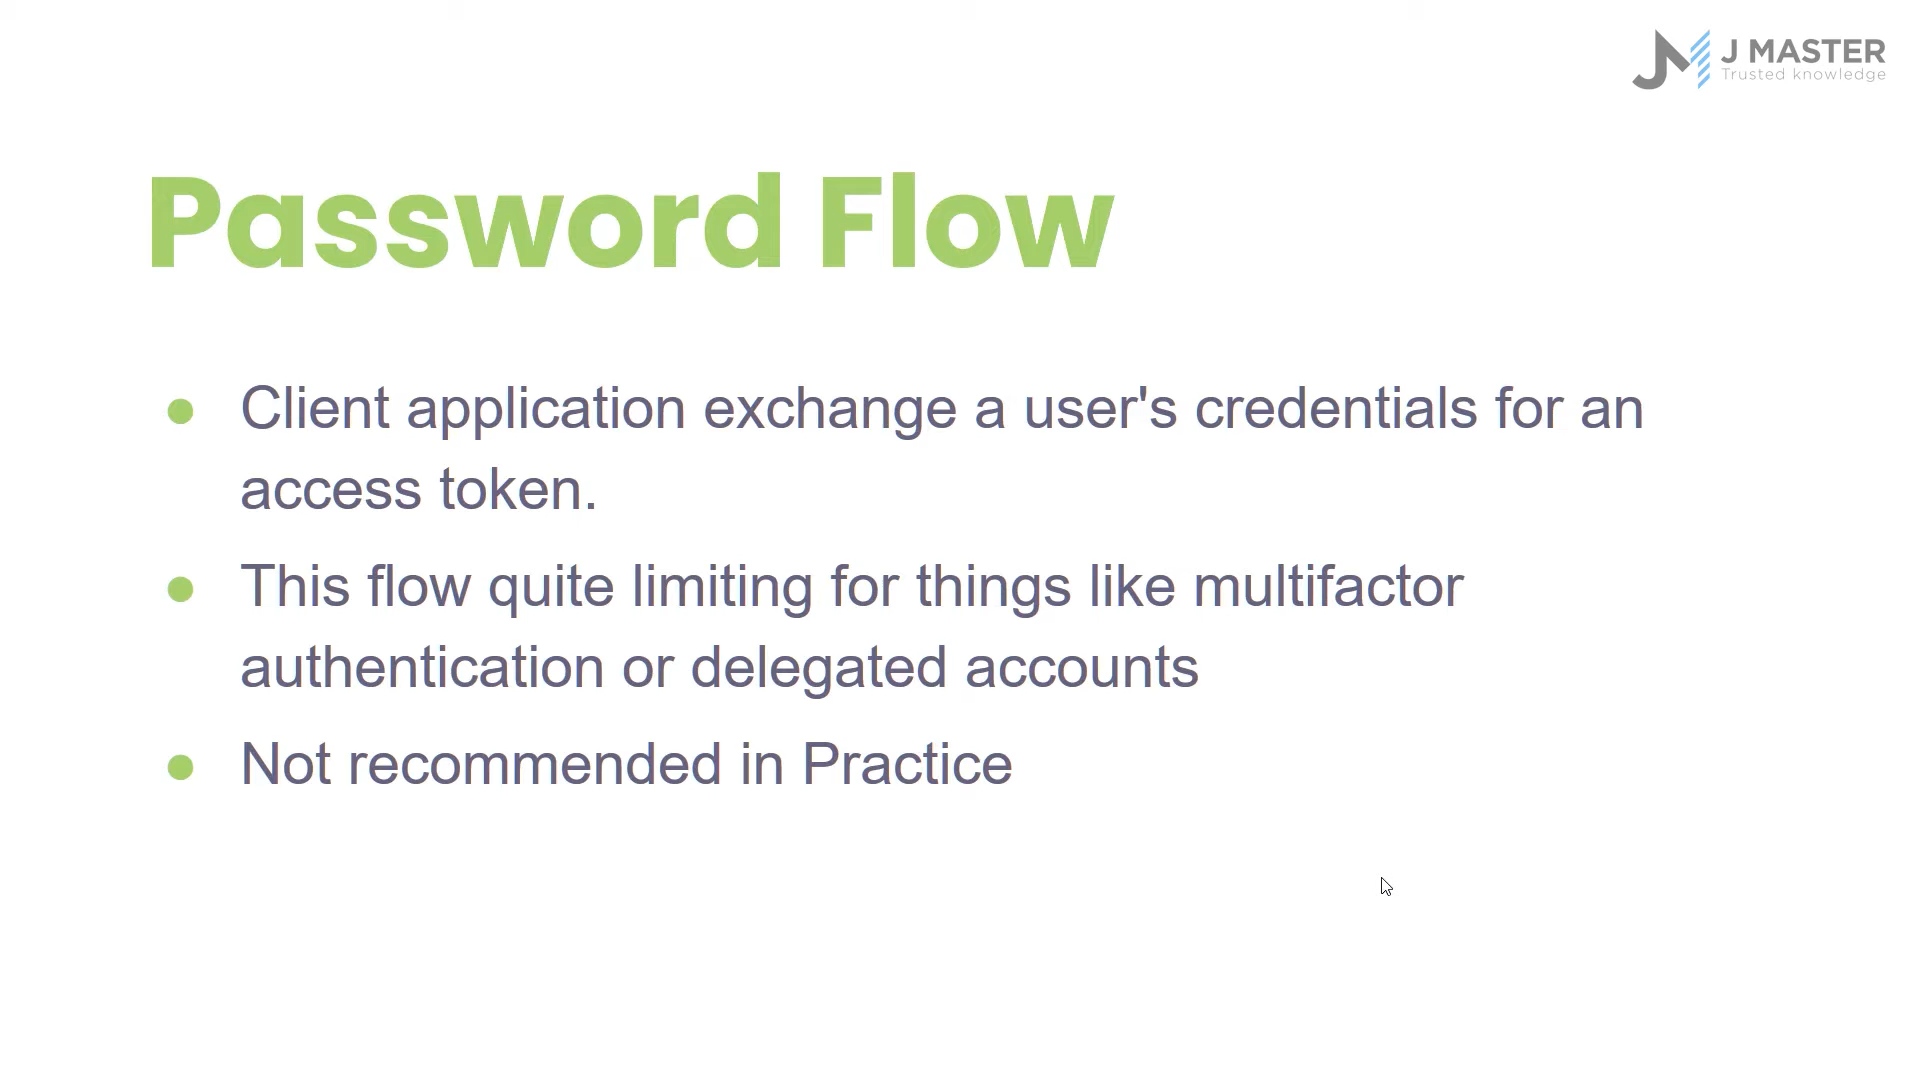 J MASTER
Trusted knowledge
Password Flow
Client application exchange a user's credentials for an
access token.
This flow quite limiting for things like multifactor
authentication or delegated accounts
Not recommended in Practice